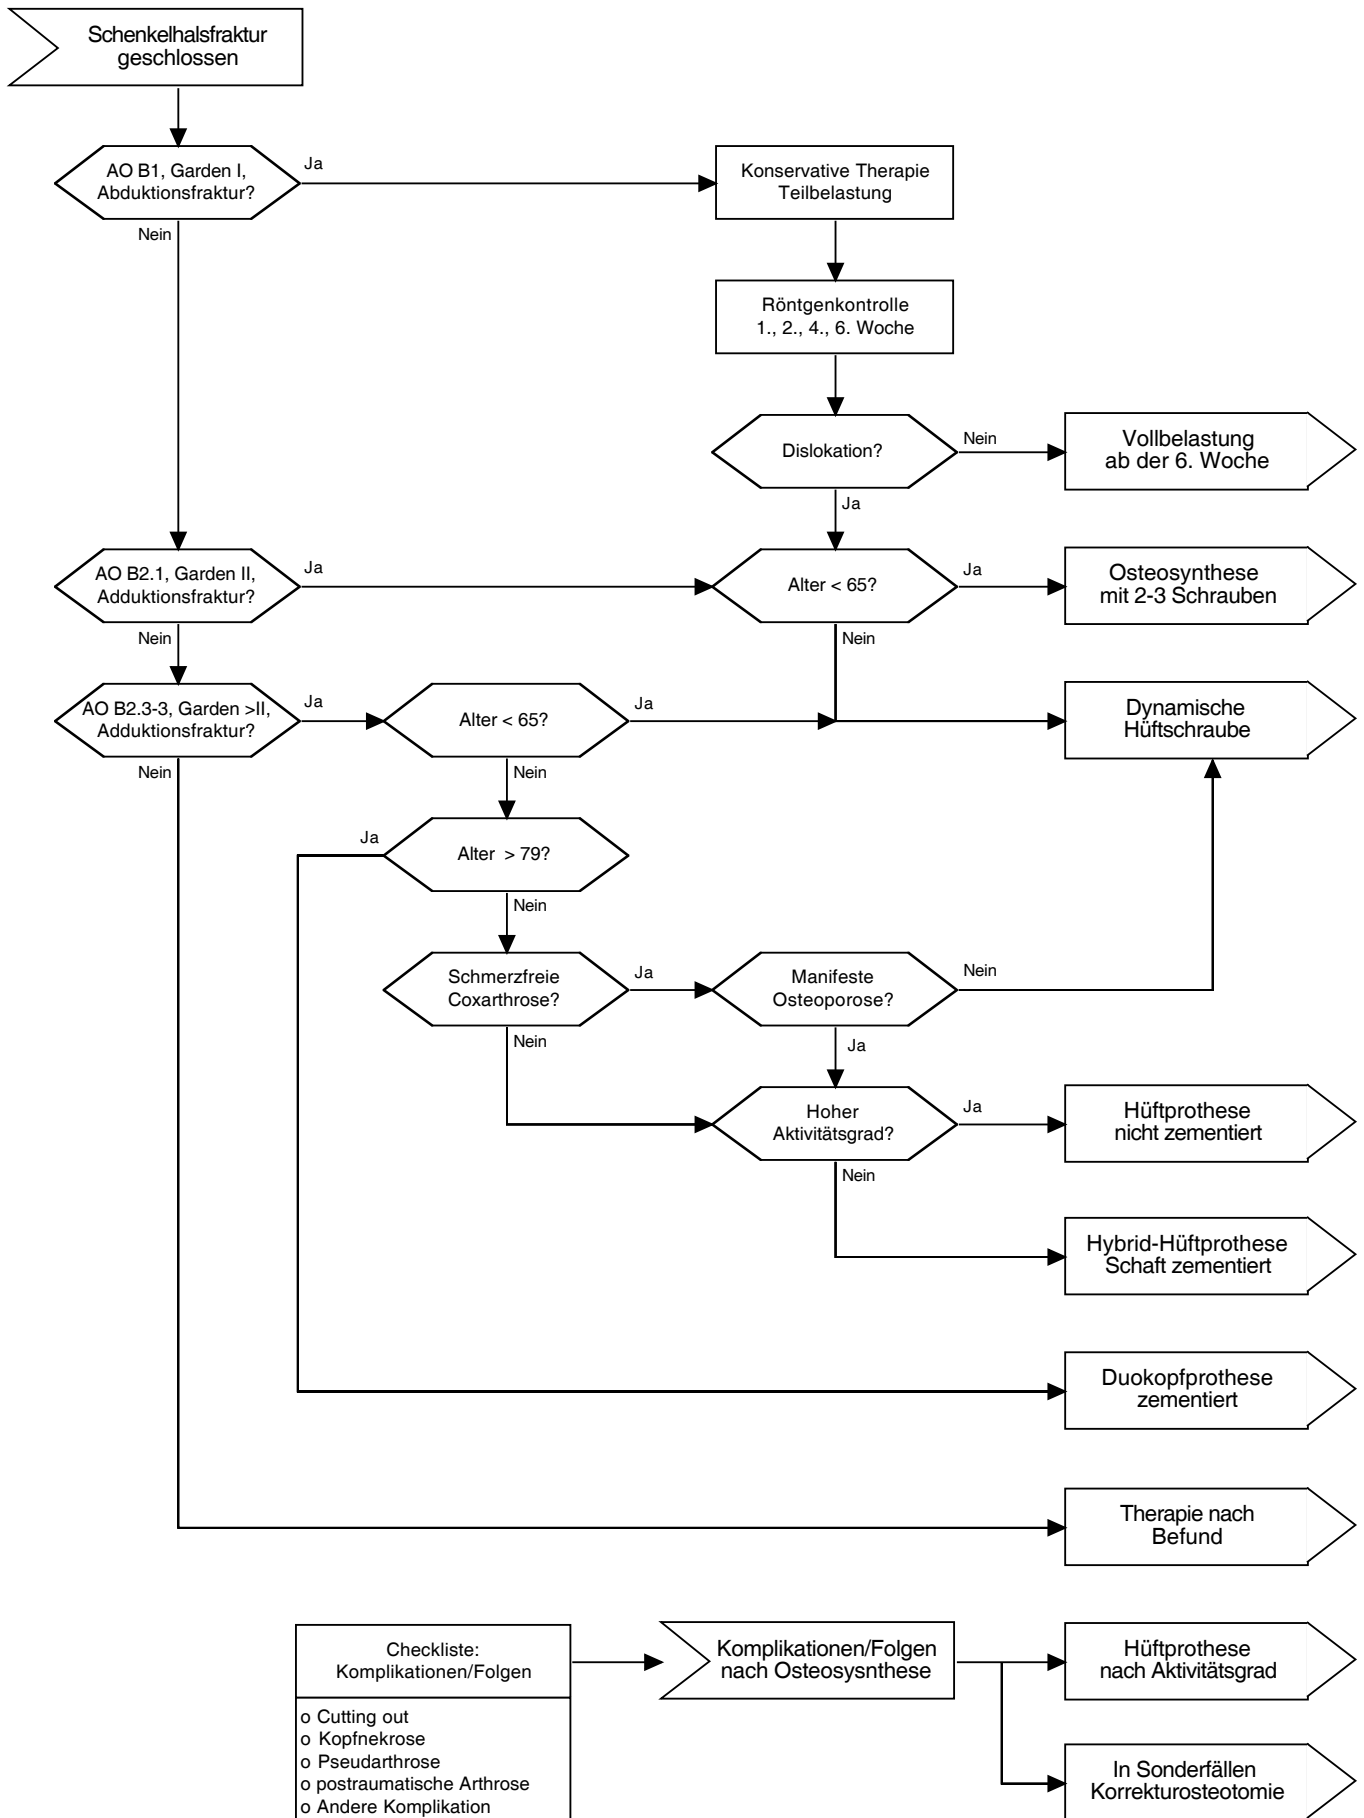 Schenkelhalsfraktur
geschlossen
AO B1, Garden I,
Abduktionsfraktur?
Ja
Nein
Konservative Therapie
Teilbelastung
Röntgenkontrolle
1., 2., 4., 6. Woche
Dislokation?
Nein
Ja
Vollbelastung
ab der 6. Woche
AO B2.1, Garden II,
Adduktionsfraktur?
Ja
Nein
Alter < 65?
Ja
Nein
Osteosynthese
mit 2-3 Schrauben
AO B2.3-3, Garden >II,
Adduktionsfraktur?
Ja
Nein
Alter < 65?
Ja
Nein
Dynamische
Hüftschraube
Alter > 79?
Ja
Nein
Schmerzfreie
Coxarthrose?
Ja
Nein
Manifeste
Osteoporose?
Nein
Ja
Hoher
Aktivitätsgrad?
Ja
Nein
Hüftprothese
nicht zementiert
Hybrid-Hüftprothese
Schaft zementiert
Duokopfprothese
zementiert
Therapie nach
Befund
Checkliste:
Komplikationen/Folgen
o Cutting out
o Kopfnekrose
o Pseudarthrose
o postraumatische Arthrose
o Andere Komplikation
Komplikationen/Folgen
nach Osteosysnthese
Hüftprothese
nach Aktivitätsgrad
In Sonderfällen
Korrekturosteotomie